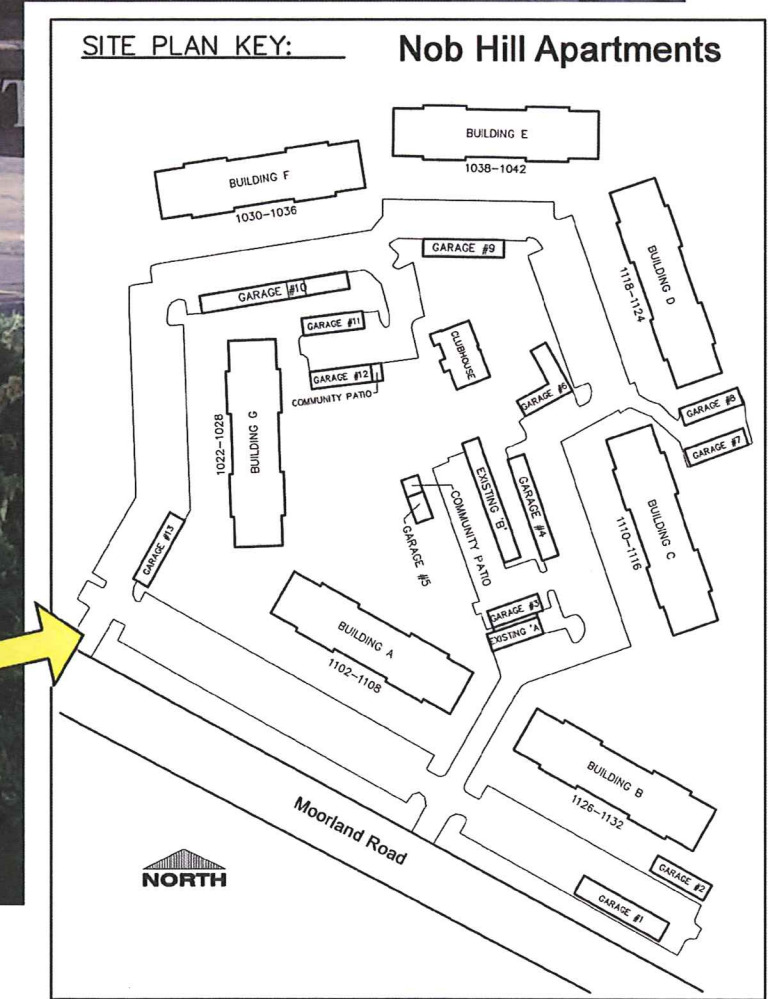 SITE PLAN KEY:
Nob Hill Apartments
BUILDING E
1038-1042
BUILDING F
1030-1036
BUILDING D
1118-1124
GARAGE #9
GARAGE #10
GARAGE #11
GARAGE #12
COMMUNITY PATIO
CLUBHOUSE
GARAGE #6
GARAGE #8
GARAGE #7
BUILDING G
1022-1028
EXISTING 'B'
GARAGE #4
COMMUNITY PATIO
GARAGE #5
BUILDING C
1110-1116
GARAGE #13
GARAGE #3
EXISTING 'A'
BUILDING A
1102-1108
BUILDING B
1126-1132
Moorland Road
NORTH
GARAGE #2
GARAGE #1